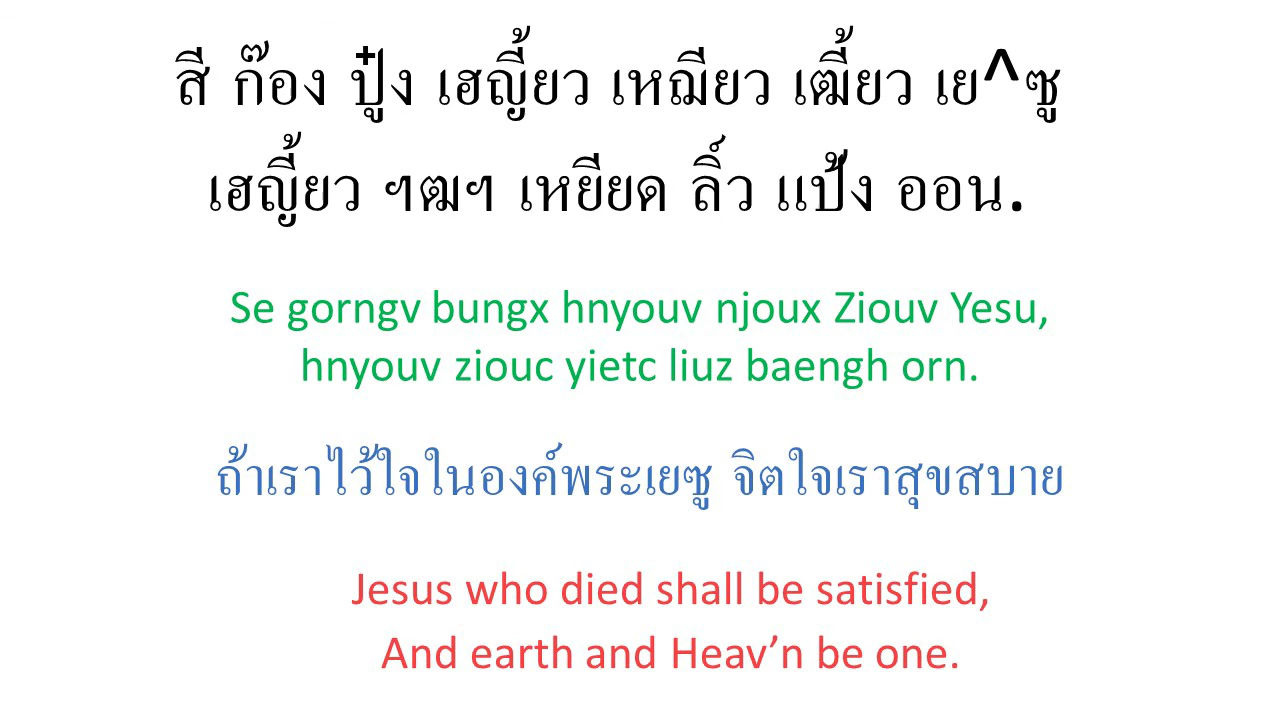 สี ก๊อง ปู๋ง เฮญี้ยว เหฌียว เฒี้ยว เย^ซู
เฮญี้ยว ฯฒฯ เหยียด ลิ์ว แป้ง ออน.
Se gorngv bungx hnyouv njoux Ziouv Yesu,
hnyouv ziouc yietc liuz baengh orn.
ถ้าเราไว้ใจในองค์พระเยซู จิตใจเราสุขสบาย
Jesus who died shall be satisfied,
And earth and Heav’n be one.